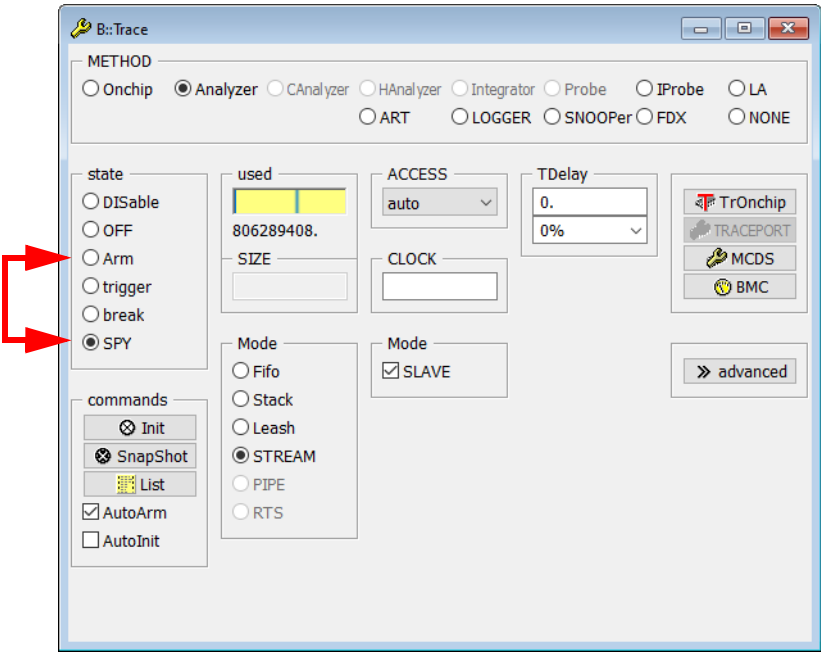 B::Trace
METHOD
Onchip Analyzer CAnalyzer HAnalyzer Integrator Probe IProbe LA
ART LOGGER SNOOPer FDX NONE
state used ACCESS TDelay
DISable auto 0. TrOnchip
OFF 806289408. 0% TRACEPORT
Arm SIZE CLOCK MCDS
trigger BMC
break
SPY Mode Mode
Fifo SLAVE advanced
commands Stack
Init Leash
SnapShot STREAM
List PIPE
AutoArm RTS
AutoInit